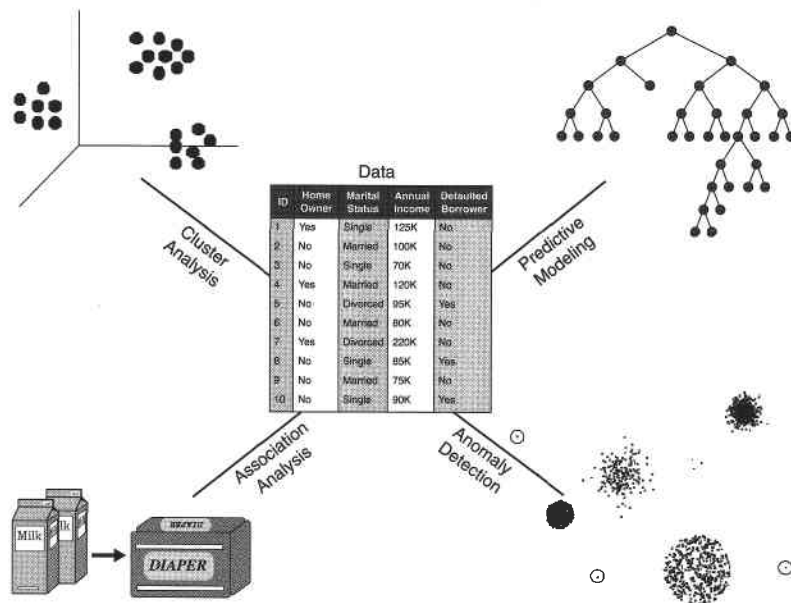 Data
ID Home Owner Marital Status Annual Income Defaulted Borrower
1 Yes Single 125K No
2 No Married 100K No
3 No Single 70K No
4 Yes Married 120K No
5 No Divorced 95K Yes
6 No Married 60K No
7 Yes Divorced 220K No
8 No Single 85K Yes
9 No Married 75K No
10 No Single 90K Yes
Cluster
Analysis
Predictive
Modeling
Association
Analysis
Anomaly
Detection
Milk
lk
DIAPER
DIAPER